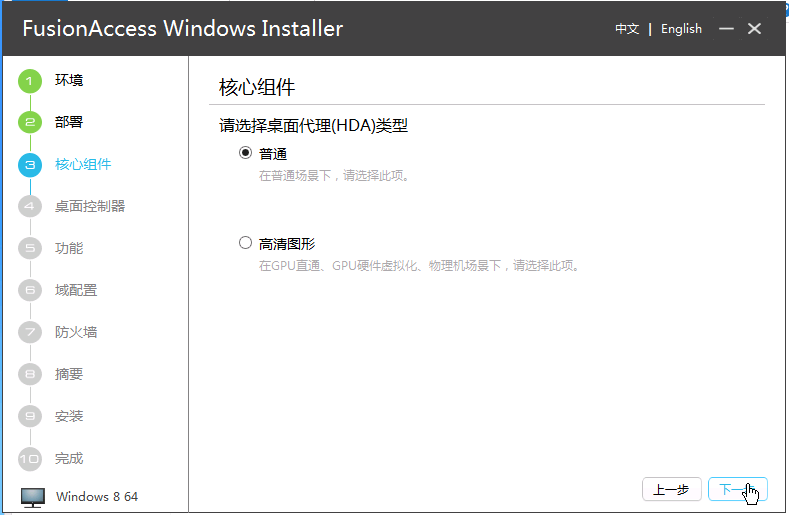 FusionAccess Windows Installer
中文 | English
1 环境
2 部署
3 核心组件
4 桌面控制器
5 功能
6 域配置
7 防火墙
8 摘要
9 安装
10 完成
Windows 8 64
核心组件
请选择桌面代理(HDA)类型
普通
在普通场景下，请选择此项。
高清图形
在GPU直通、GPU硬件虚拟化、物理机场景下，请选择此项。
上一步
下一